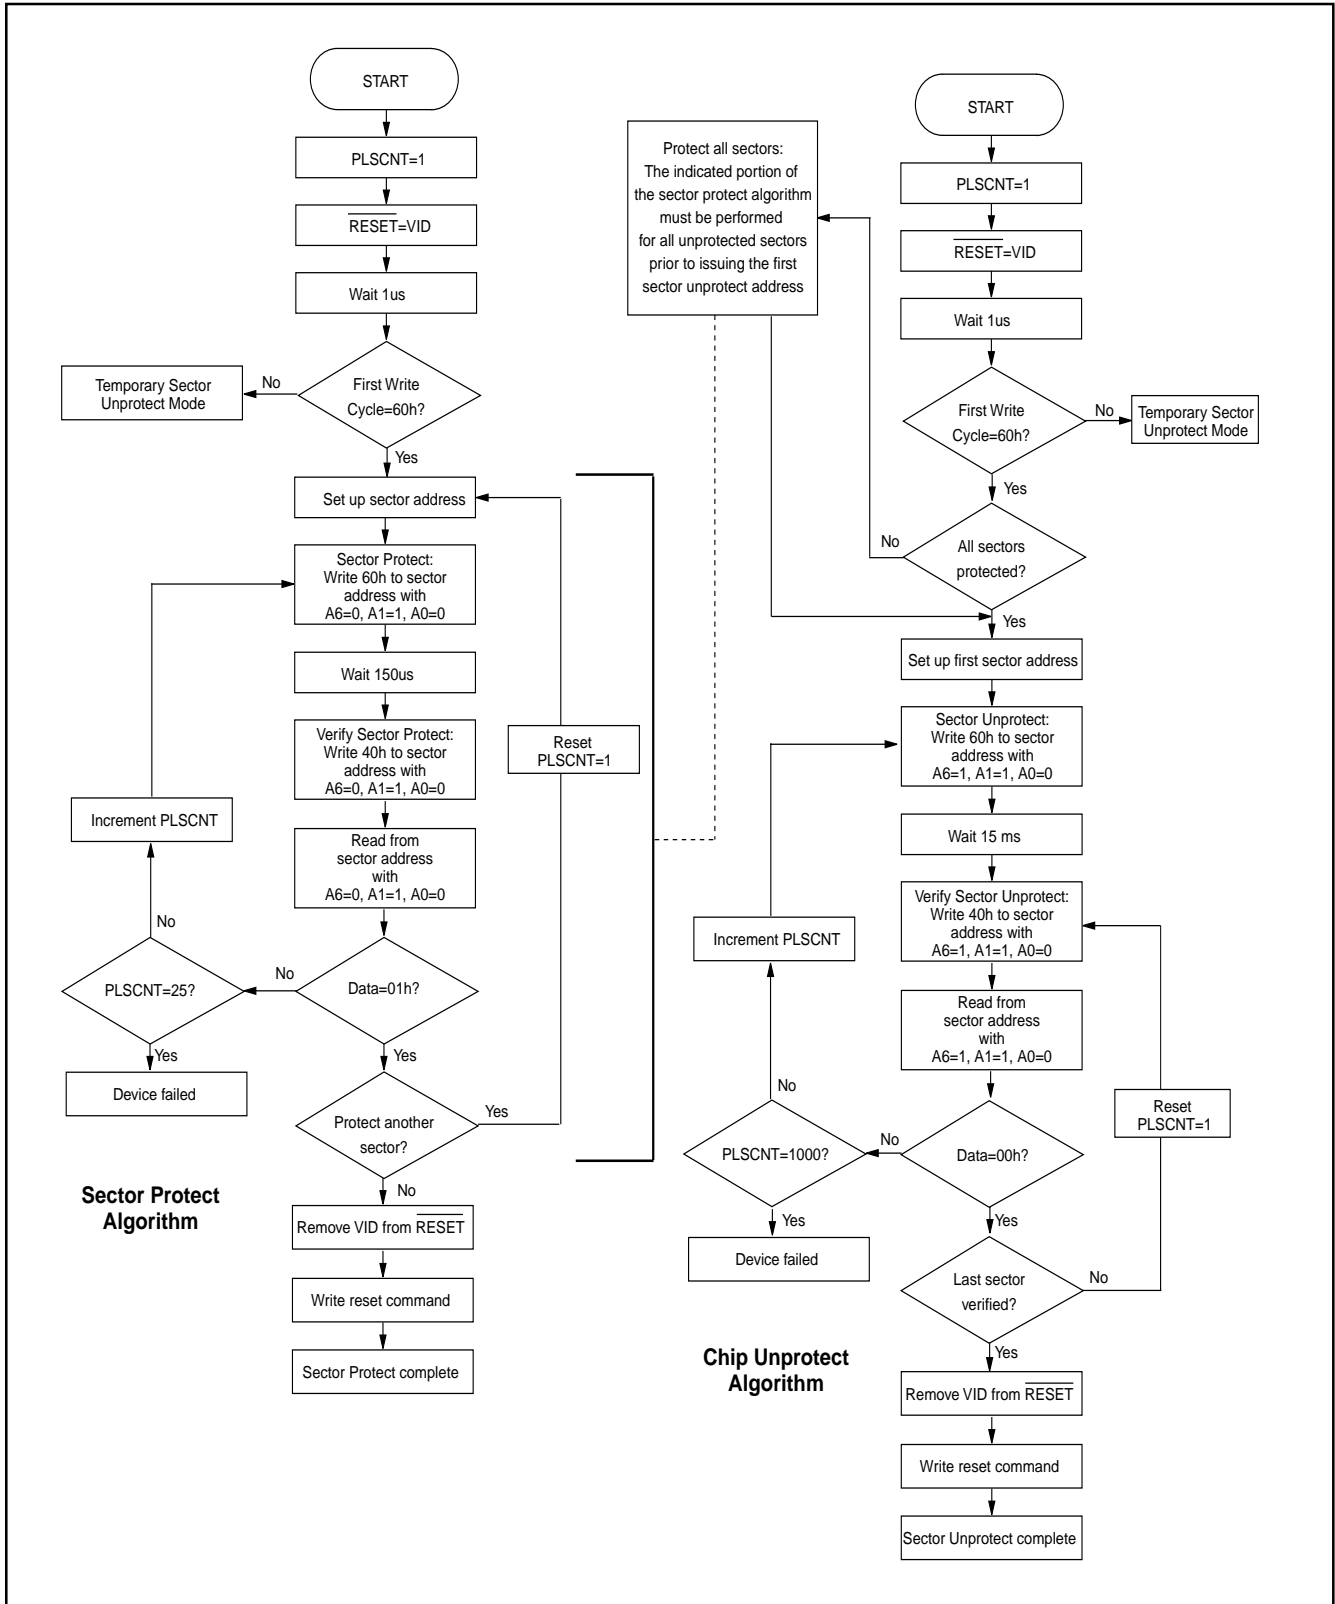 START
PLSCNT=1
RESET=VID
Wait 1us
First Write
Cycle=60h?
No
Temporary Sector
Unprotect Mode
Yes
Set up sector address
Sector Protect:
Write 60h to sector
address with
A6=0, A1=1, A0=0
Wait 150us
Verify Sector Protect:
Write 40h to sector
address with
A6=0, A1=1, A0=0
Reset
PLSCNT=1
Increment PLSCNT
Read from
sector address
with
A6=0, A1=1, A0=0
No
PLSCNT=25?
No
Data=01h?
Yes
Yes
Device failed
Protect another
sector?
Yes
No
Sector Protect
Algorithm
Remove VID from RESET
Write reset command
Sector Protect complete
Protect all sectors:
The indicated portion of
the sector protect algorithm
must be performed
for all unprotected sectors
prior to issuing the first
sector unprotect address
START
PLSCNT=1
RESET=VID
Wait 1us
First Write
Cycle=60h?
No
Temporary Sector
Unprotect Mode
Yes
No
All sectors
protected?
Yes
Set up first sector address
Sector Unprotect:
Write 60h to sector
address with
A6=1, A1=1, A0=0
Wait 15 ms
Verify Sector Unprotect:
Write 40h to sector
address with
A6=1, A1=1, A0=0
Increment PLSCNT
Read from
sector address
with
A6=1, A1=1, A0=0
No
Reset
PLSCNT=1
PLSCNT=1000?
No
Data=00h?
Yes
Yes
Device failed
Last sector
verified?
No
Yes
Chip Unprotect
Algorithm
Remove VID from RESET
Write reset command
Sector Unprotect complete